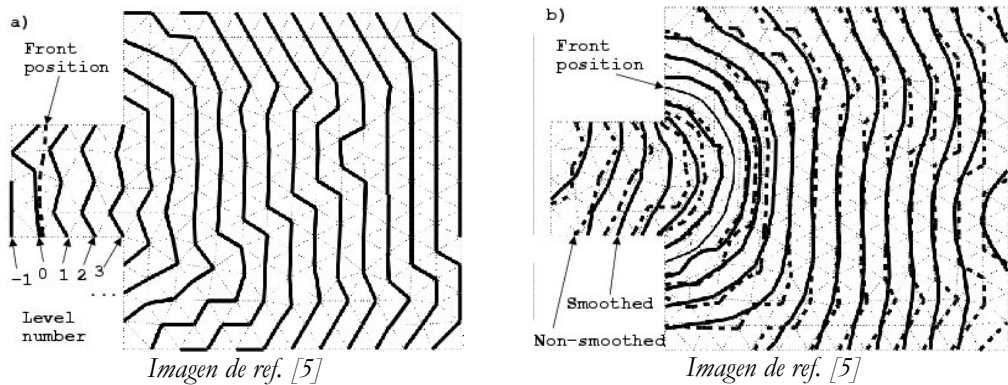 a)
Front
position
-1 0 1 2 3
...
Level
number
Imagen de ref. [5]
b)
Front
position
Smoothed
Non-smoothed
Imagen de ref. [5]